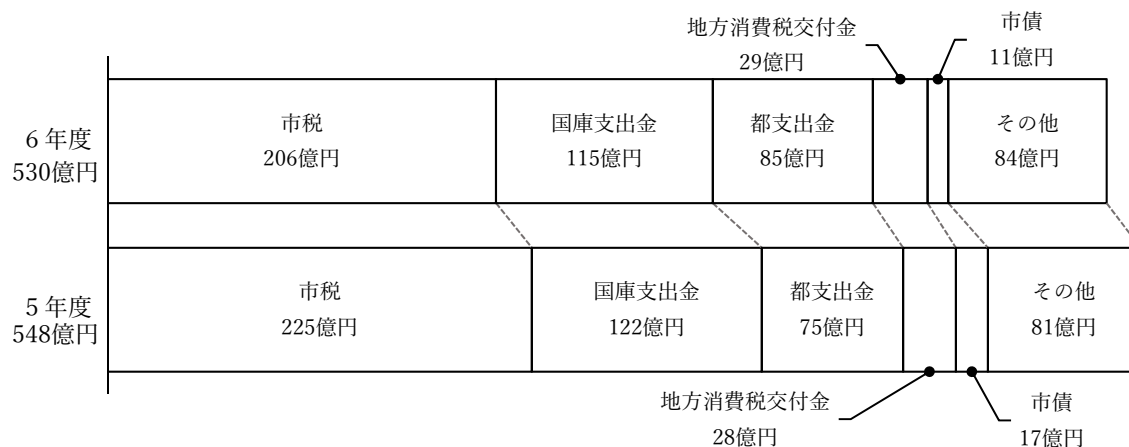 地方消費税交付金
29億円
市債
11億円
6年度
530億円
市税
206億円
国庫支出金
115億円
都支出金
85億円
その他
84億円
5年度
548億円
市税
225億円
国庫支出金
122億円
都支出金
75億円
その他
81億円
地方消費税交付金
28億円
市債
17億円